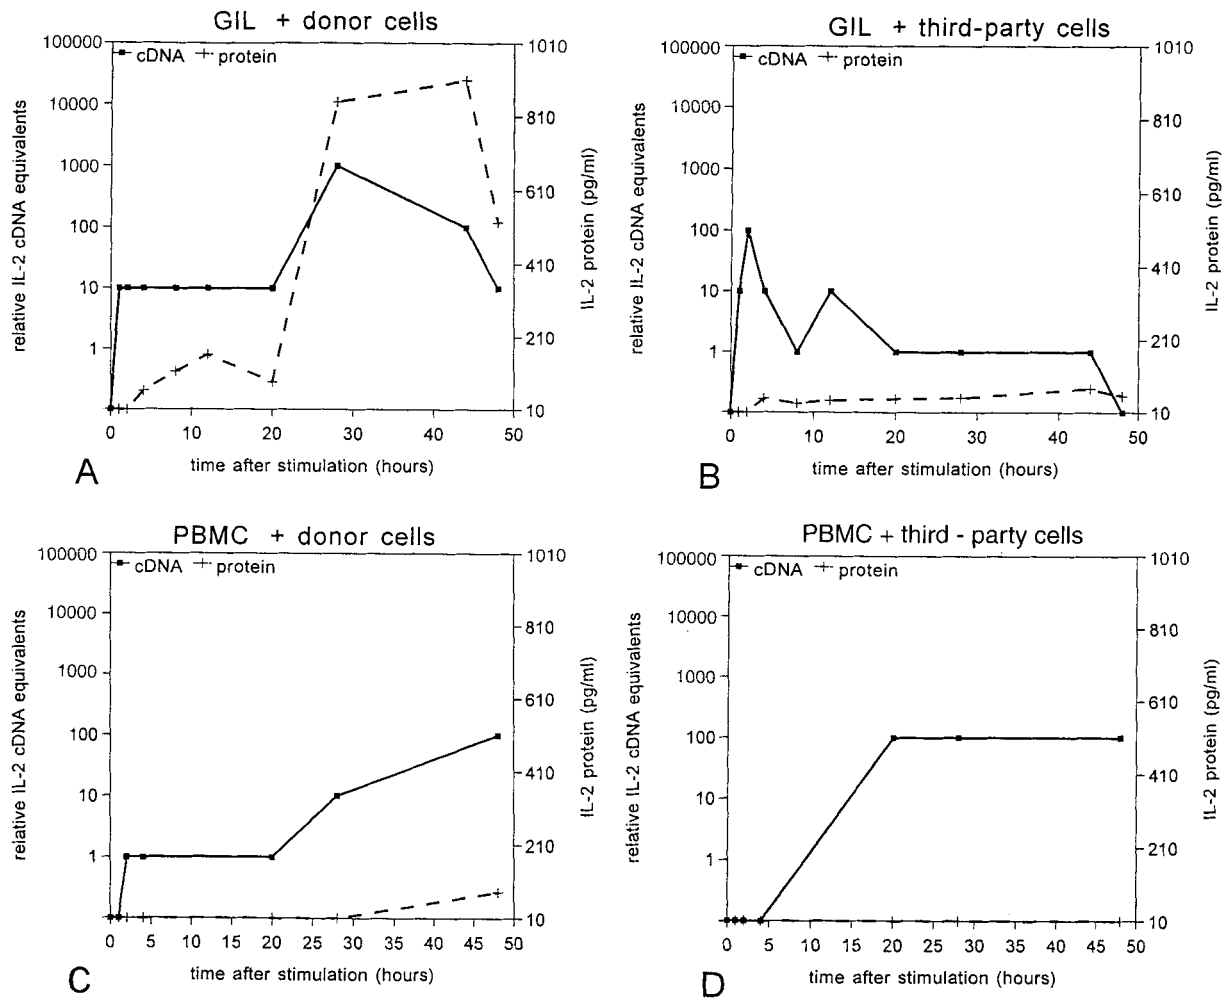 GIL + donor cells
cDNA protein
100000
10000
1000
100
10
1
1010
810
610
410
210
10
0 10 20 30 40 50
relative IL-2 cDNA equivalents
IL-2 protein (pg/ml)
time after stimulation (hours)
A
GIL + third-party cells
cDNA protein
100000
10000
1000
100
10
1
1010
810
610
410
210
10
0 10 20 30 40 50
relative IL-2 cDNA equivalents
IL-2 protein (pg/ml)
time after stimulation (hours)
B
PBMC + donor cells
cDNA protein
100000
10000
1000
100
10
1
1010
810
610
410
210
10
0 5 10 15 20 25 30 35 40 45 50
relative IL-2 cDNA equivalents
IL-2 protein (pg/ml)
time after stimulation (hours)
C
PBMC + third - party cells
cDNA protein
100000
10000
1000
100
10
1
1010
810
610
410
210
10
0 5 10 15 20 25 30 35 40 45 50
relative IL-2 cDNA equivalents
IL-2 protein (pg/ml)
time after stimulation (hours)
D